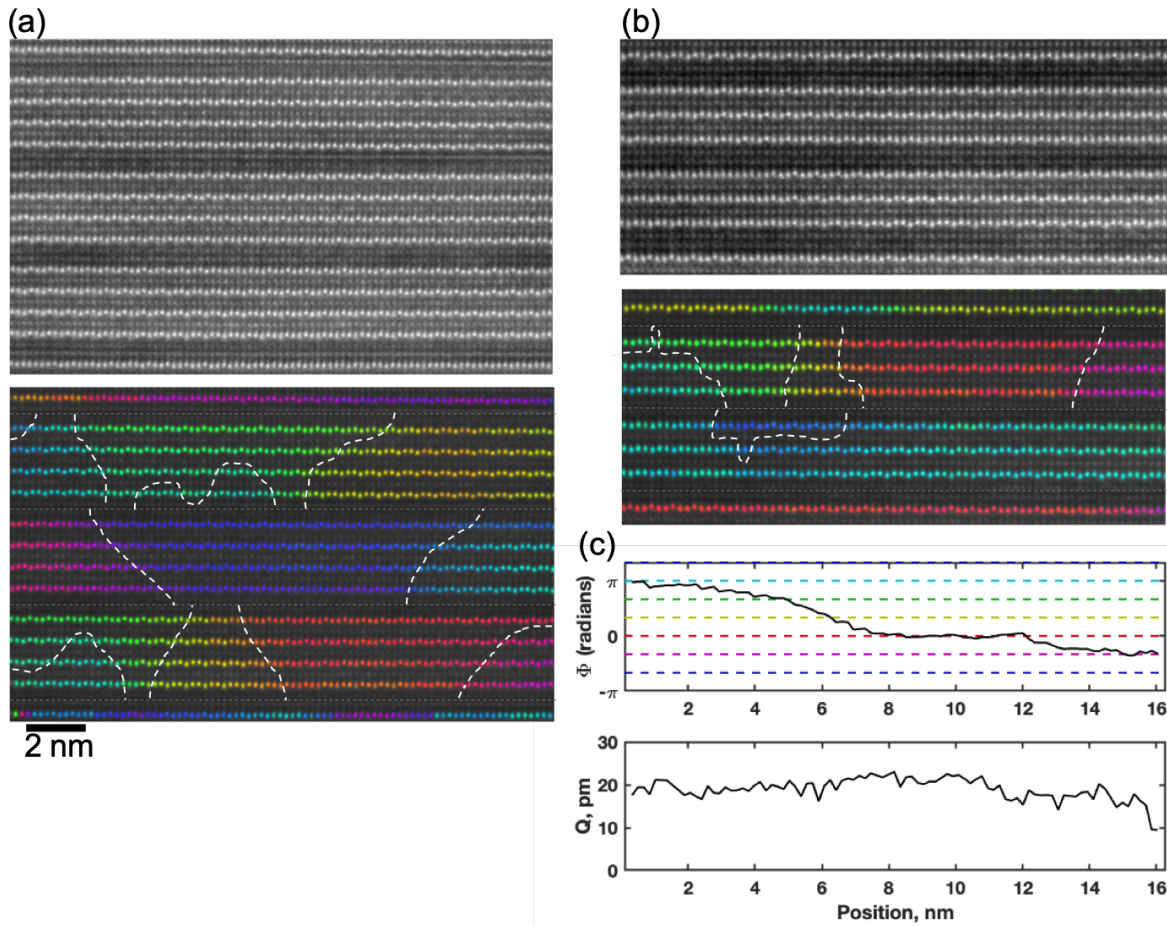 (a)
(b)
2 nm
(c)
Φ (radians)
π
0
-π
2 4 6 8 10 12 14 16
Q, pm
30
20
10
0
2 4 6 8 10 12 14 16
Position, nm